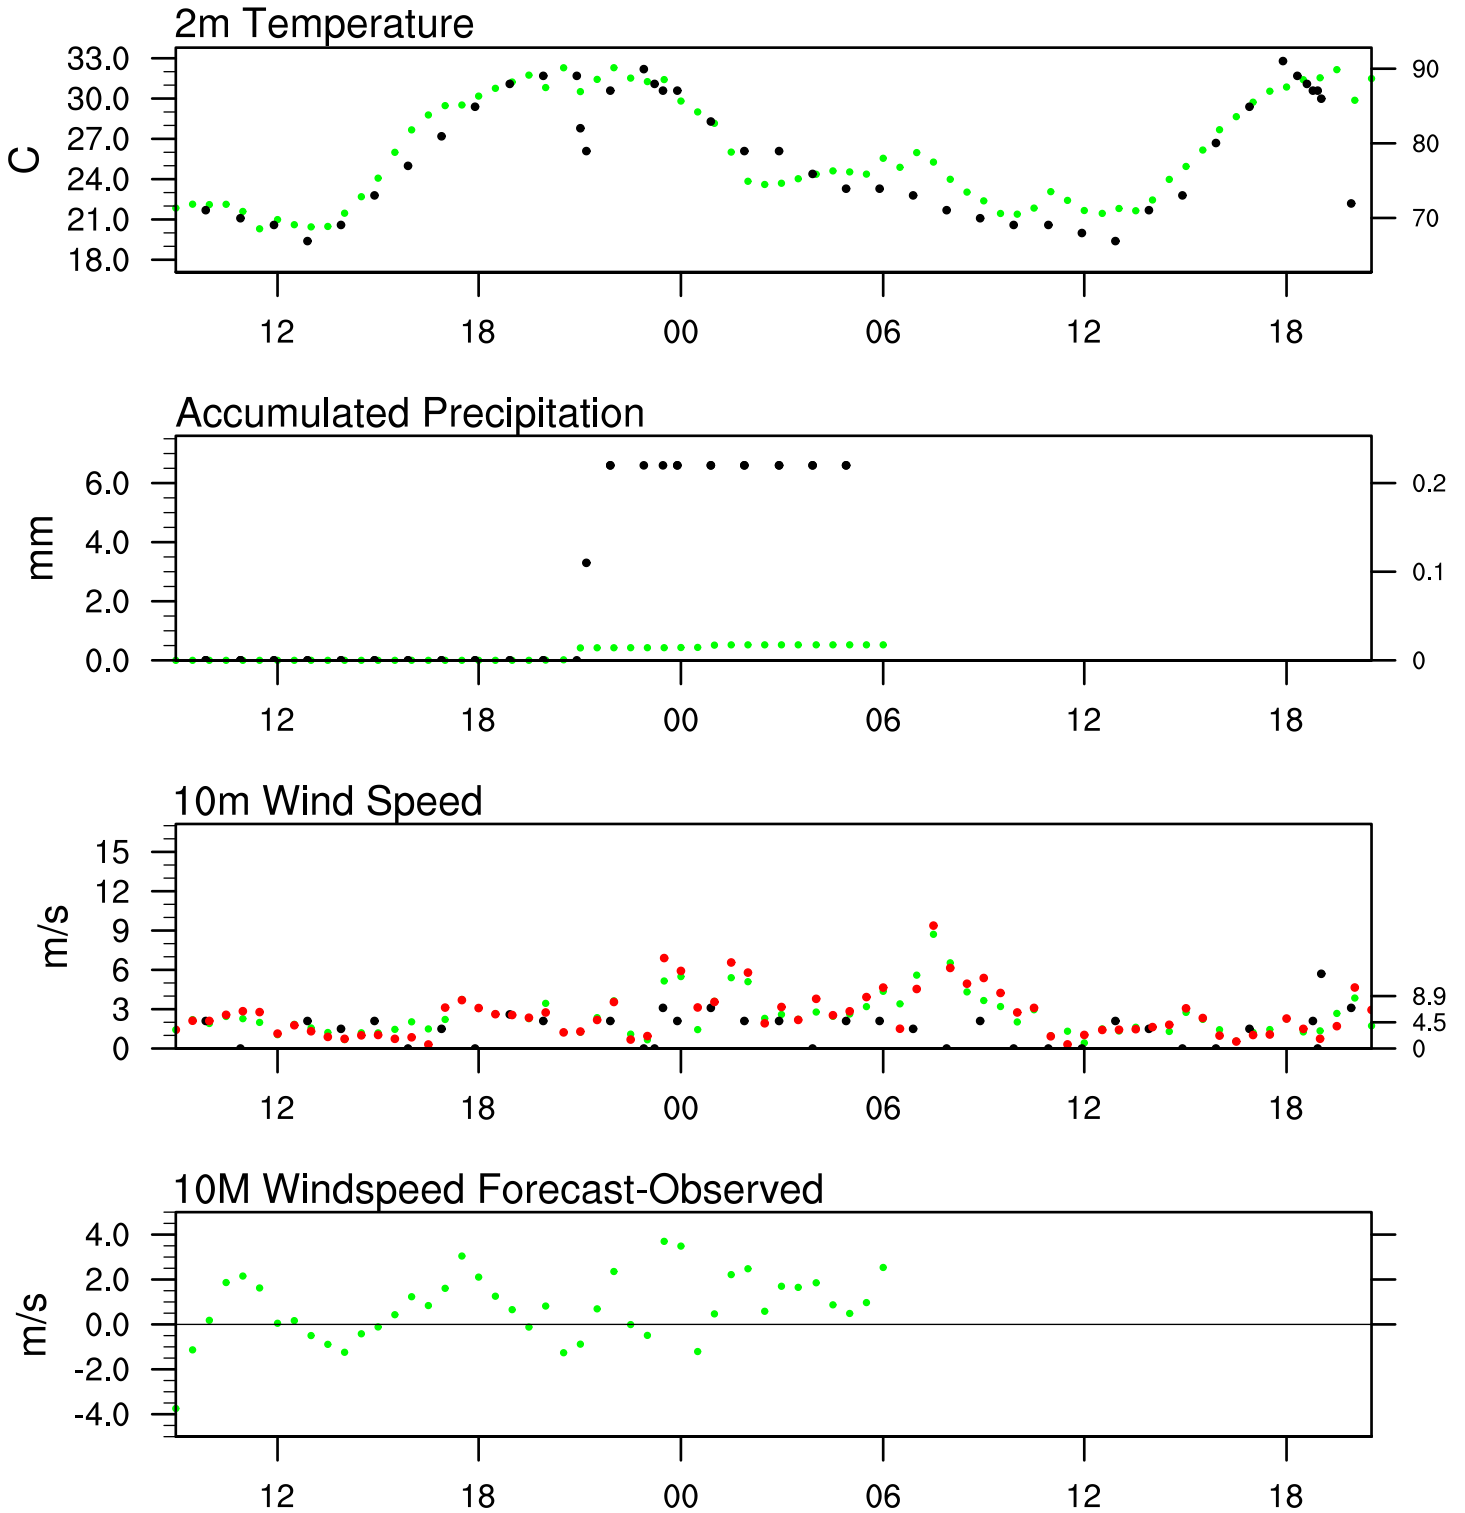 2m Temperature
33.0
30.0
27.0
24.0
21.0
18.0
C
90
80
70
12 18 00 06 12 18
Accumulated Precipitation
6.0
4.0
2.0
0.0
mm
0.2
0.1
0
12 18 00 06 12 18
10m Wind Speed
15
12
9
6
3
0
m/s
8.9
4.5
0
12 18 00 06 12 18
10M Windspeed Forecast-Observed
4.0
2.0
0.0
-2.0
-4.0
m/s
12 18 00 06 12 18